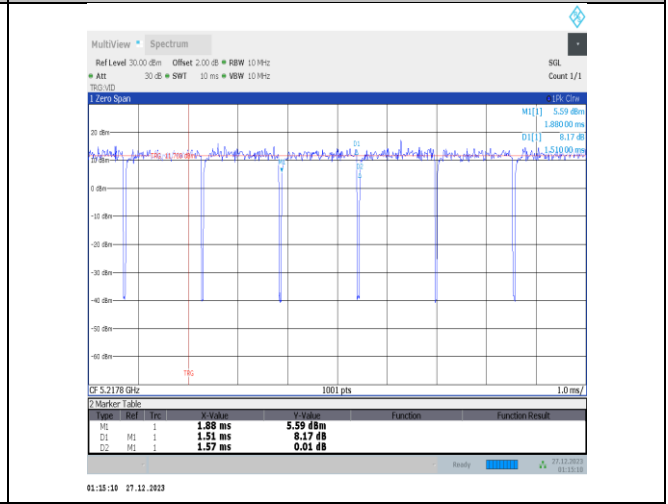 MultiView Spectrum
Ref Level 30.00 dBm Offset 2.00 dB RBW 10 MHz SGL
Att 30 dB SWT 10 ms VBW 10 MHz Count 1/1
TRG:VID
1 Zero Span 1Pk Clrw
M1[1] 5.59 dBm
1.88000 ms
D1[1] 8.17 dB
1.51000 ms
20 dBm
D1
10 dBm
M1
D2
0 dBm
-10 dBm
-20 dBm
-30 dBm
-40 dBm
-50 dBm
-60 dBm
TRG
CF 5.2178 GHz 1001 pts 1.0 ms/
2 Marker Table
Type Ref Trc X-Value Y-Value Function Function Result
M1 1 1.88 ms 5.59 dBm
D1 M1 1 1.51 ms 8.17 dB
D2 M1 1 1.57 ms 0.01 dB
Ready 27.12.2023
01:15:10
01:15:10 27.12.2023